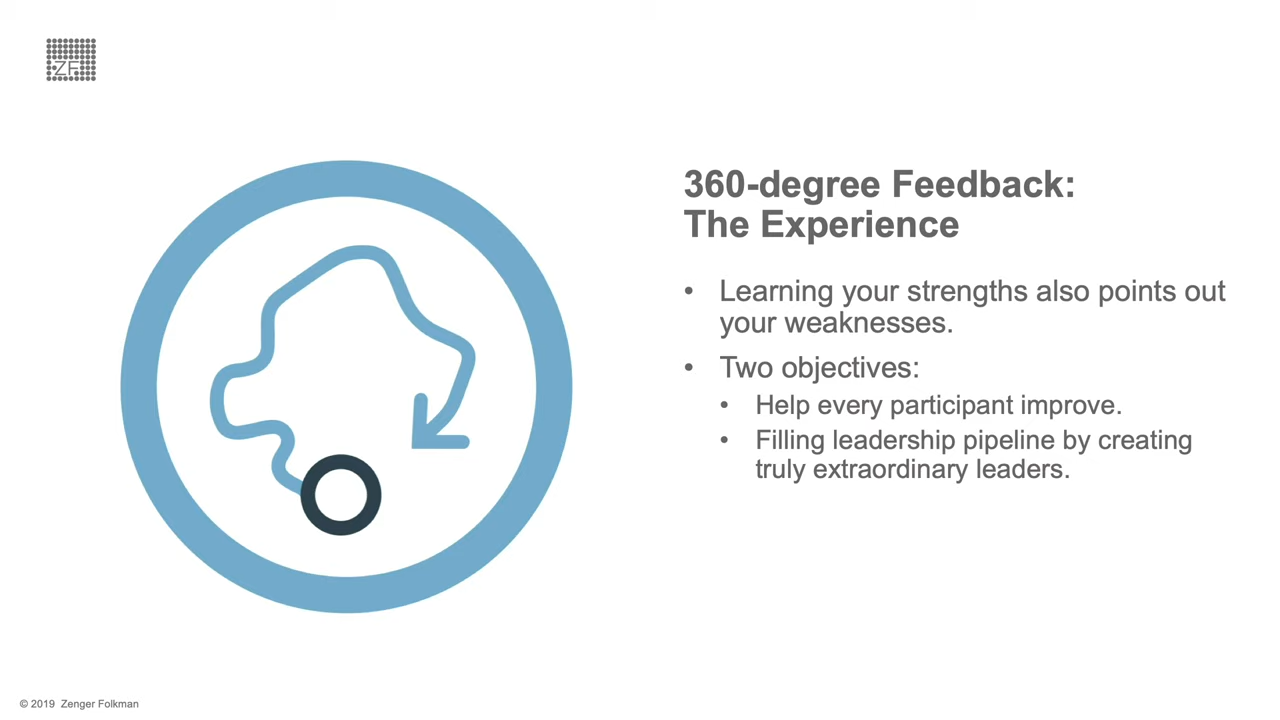 ZF
360-degree Feedback:
The Experience
• Learning your strengths also points out
your weaknesses.
• Two objectives:
• Help every participant improve.
• Filling leadership pipeline by creating
truly extraordinary leaders.
© 2019 Zenger Folkman